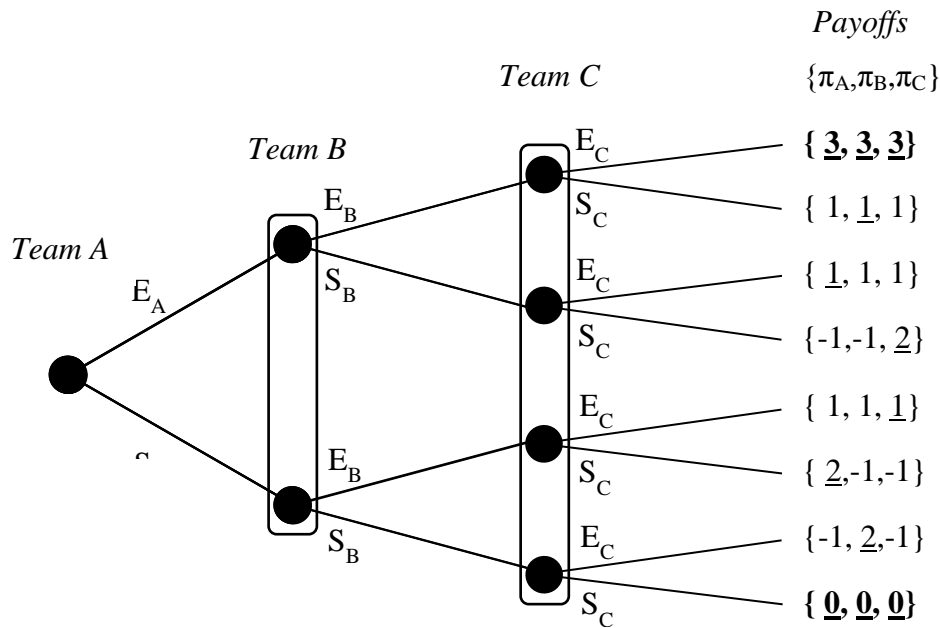 Payoffs
{πA,πB,πC}
Team C
Team B
Team A
EA
EB
SB
EB
SB
EC
SC
EC
SC
EC
SC
EC
SC
{ 3, 3, 3}
{ 1, 1, 1}
{ 1, 1, 1}
{-1,-1, 2}
{ 1, 1, 1}
{ 2,-1,-1}
{-1, 2,-1}
{ 0, 0, 0}